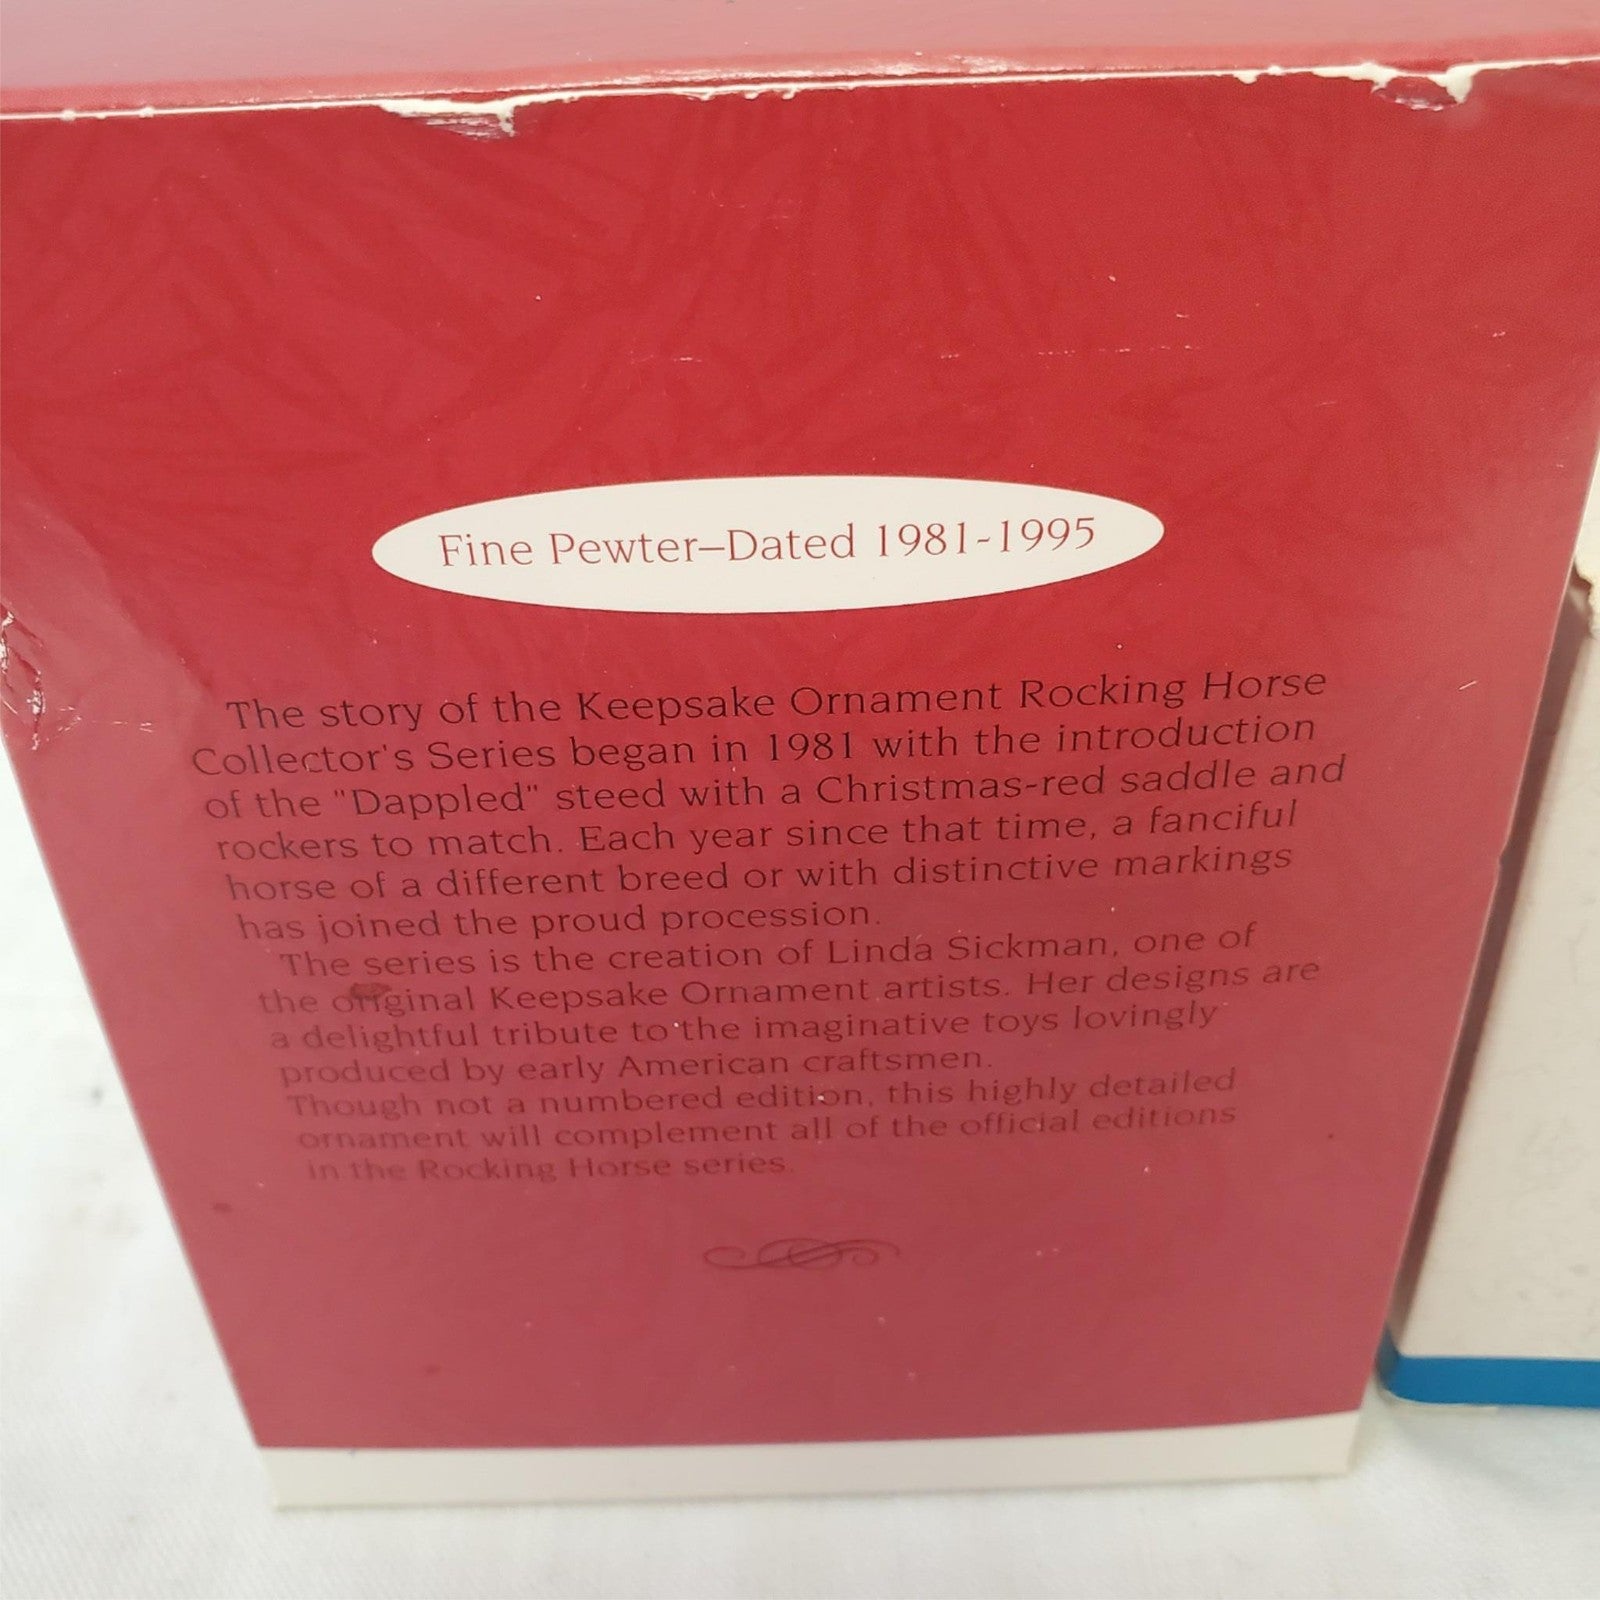 Fine Pewter–Dated 1981-1995
The story of the Keepsake Ornament Rocking Horse
Collector's Series began in 1981 with the introduction
of the "Dappled" steed with a Christmas-red saddle and
rockers to match. Each year since that time, a fanciful
horse of a different breed or with distinctive markings
has joined the proud procession.
The series is the creation of Linda Sickman, one of
the original Keepsake Ornament artists. Her designs are
a delightful tribute to the imaginative toys lovingly
produced by early American craftsmen.
Though not a numbered edition, this highly detailed
ornament will complement all of the official editions
in the Rocking Horse series.